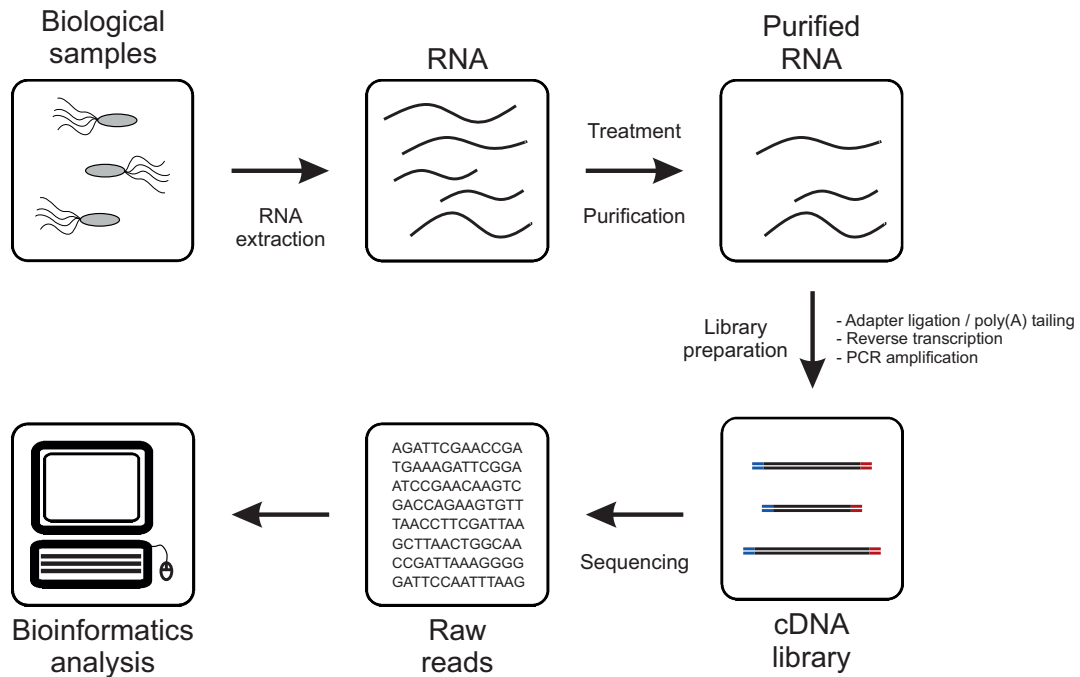 Biological
samples
RNA
Purified
RNA
RNA
extraction
Treatment
Purification
Library
preparation
- Adapter ligation / poly(A) tailing
- Reverse transcription
- PCR amplification
cDNA
library
Sequencing
AGATTCGAACCGA
TGAAAGATTCGGA
ATCCGAACAAGTC
GACCAGAAGTGTT
TAACCTTCGATTAA
GCTTAACTGGCAA
CCGATTAAAGGGG
GATTCCAATTTAAG
Raw
reads
Bioinformatics
analysis